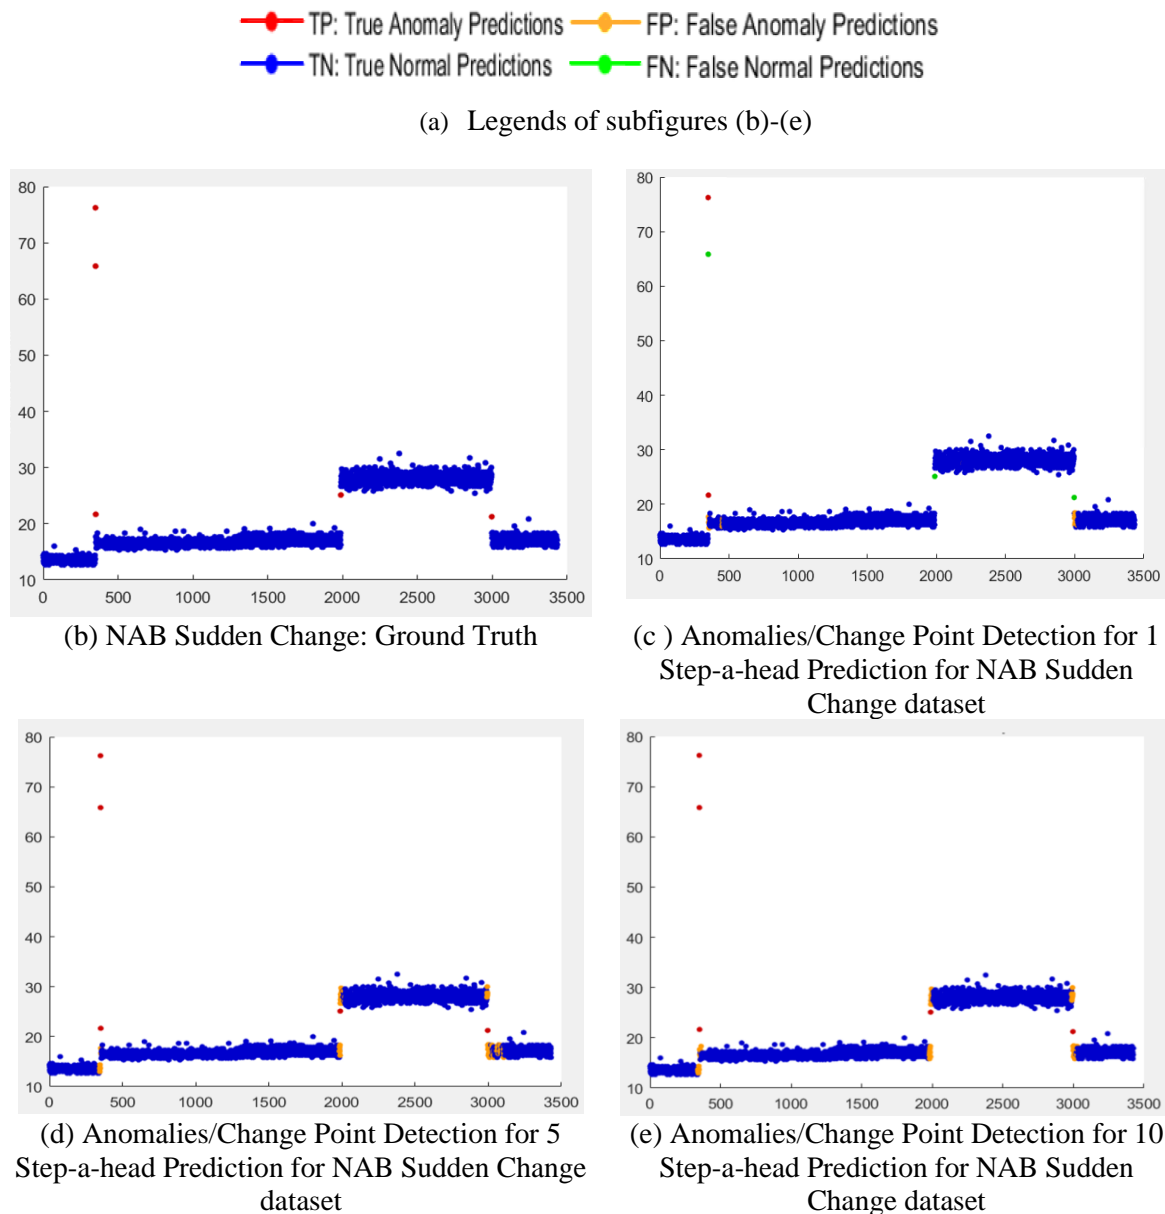 TP: True Anomaly Predictions FP: False Anomaly Predictions
TN: True Normal Predictions FN: False Normal Predictions
(a) Legends of subfigures (b)-(e)
80
70
60
50
40
30
20
10
0 500 1000 1500 2000 2500 3000 3500
(b) NAB Sudden Change: Ground Truth
80
70
60
50
40
30
20
10
0 500 1000 1500 2000 2500 3000 3500
(c ) Anomalies/Change Point Detection for 1
Step-a-head Prediction for NAB Sudden
Change dataset
80
70
60
50
40
30
20
10
0 500 1000 1500 2000 2500 3000 3500
(d) Anomalies/Change Point Detection for 5
Step-a-head Prediction for NAB Sudden Change
dataset
80
70
60
50
40
30
20
10
0 500 1000 1500 2000 2500 3000 3500
(e) Anomalies/Change Point Detection for 10
Step-a-head Prediction for NAB Sudden
Change dataset